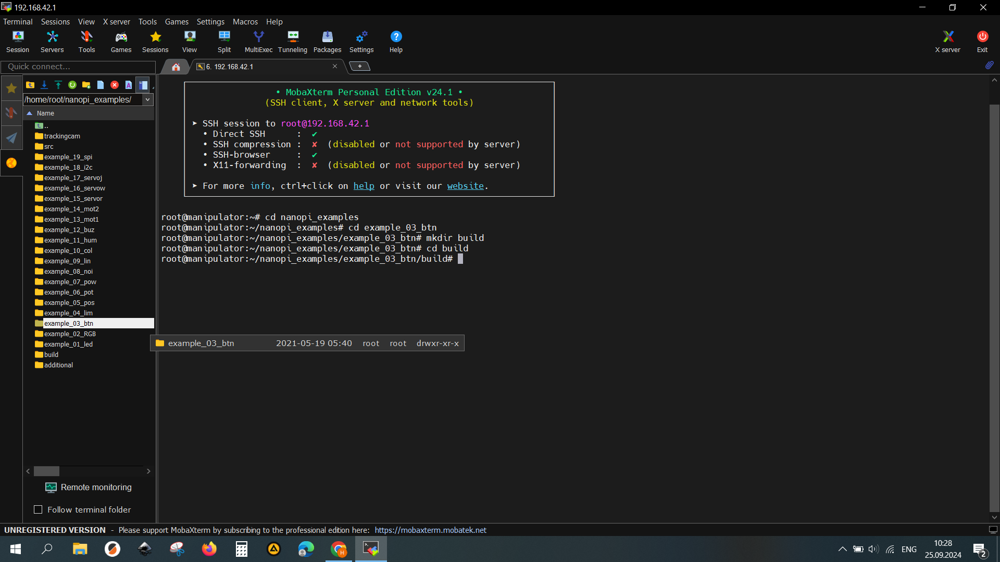 192.168.42.1
Terminal Sessions View X server Tools Games Settings Macros Help
Session Servers Tools Games Sessions View Split MultiExec Tunneling Packages Settings Help X server Exit
Quick connect...
6. 192.168.42.1
/home/root/nanopi_examples/
Name
..
trackingcam
src
example_19_spi
example_18_i2c
example_17_servoj
example_16_servow
example_15_servor
example_14_mot2
example_13_mot1
example_12_buz
example_11_hum
example_10_col
example_09_lin
example_08_noi
example_07_pow
example_06_pot
example_05_pos
example_04_lim
example_03_btn
example_02_RGB
example_01_led
build
additional
Remote monitoring
Follow terminal folder
• MobaXterm Personal Edition v24.1 •
(SSH client, X server and network tools)
➤ SSH session to root@192.168.42.1
• Direct SSH : ✔
• SSH compression : ✘ (disabled or not supported by server)
• SSH-browser : ✔
• X11-forwarding : ✘ (disabled or not supported by server)
➤ For more info, ctrl+click on help or visit our website.
root@manipulator:~# cd nanopi_examples
root@manipulator:~/nanopi_examples# cd example_03_btn
root@manipulator:~/nanopi_examples/example_03_btn# mkdir build
root@manipulator:~/nanopi_examples/example_03_btn# cd build
root@manipulator:~/nanopi_examples/example_03_btn/build#
example_03_btn 2021-05-19 05:40 root root drwxr-xr-x
UNREGISTERED VERSION - Please support MobaXterm by subscribing to the professional edition here: https://mobaxterm.mobatek.net
ENG
10:28
25.09.2024
2